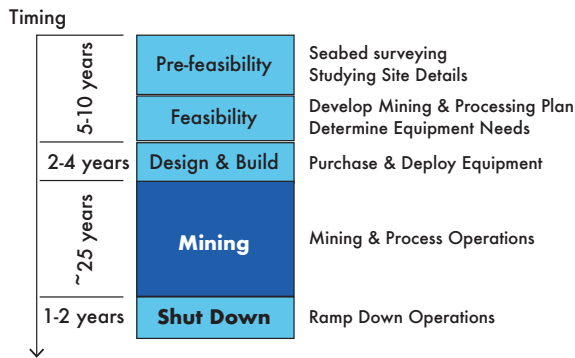 Timing
5-10 years
Pre-feasibility
Seabed surveying
Studying Site Details
Feasibility
Develop Mining & Processing Plan
Determine Equipment Needs
2-4 years
Design & Build
Purchase & Deploy Equipment
~25 years
Mining
Mining & Process Operations
1-2 years
Shut Down
Ramp Down Operations